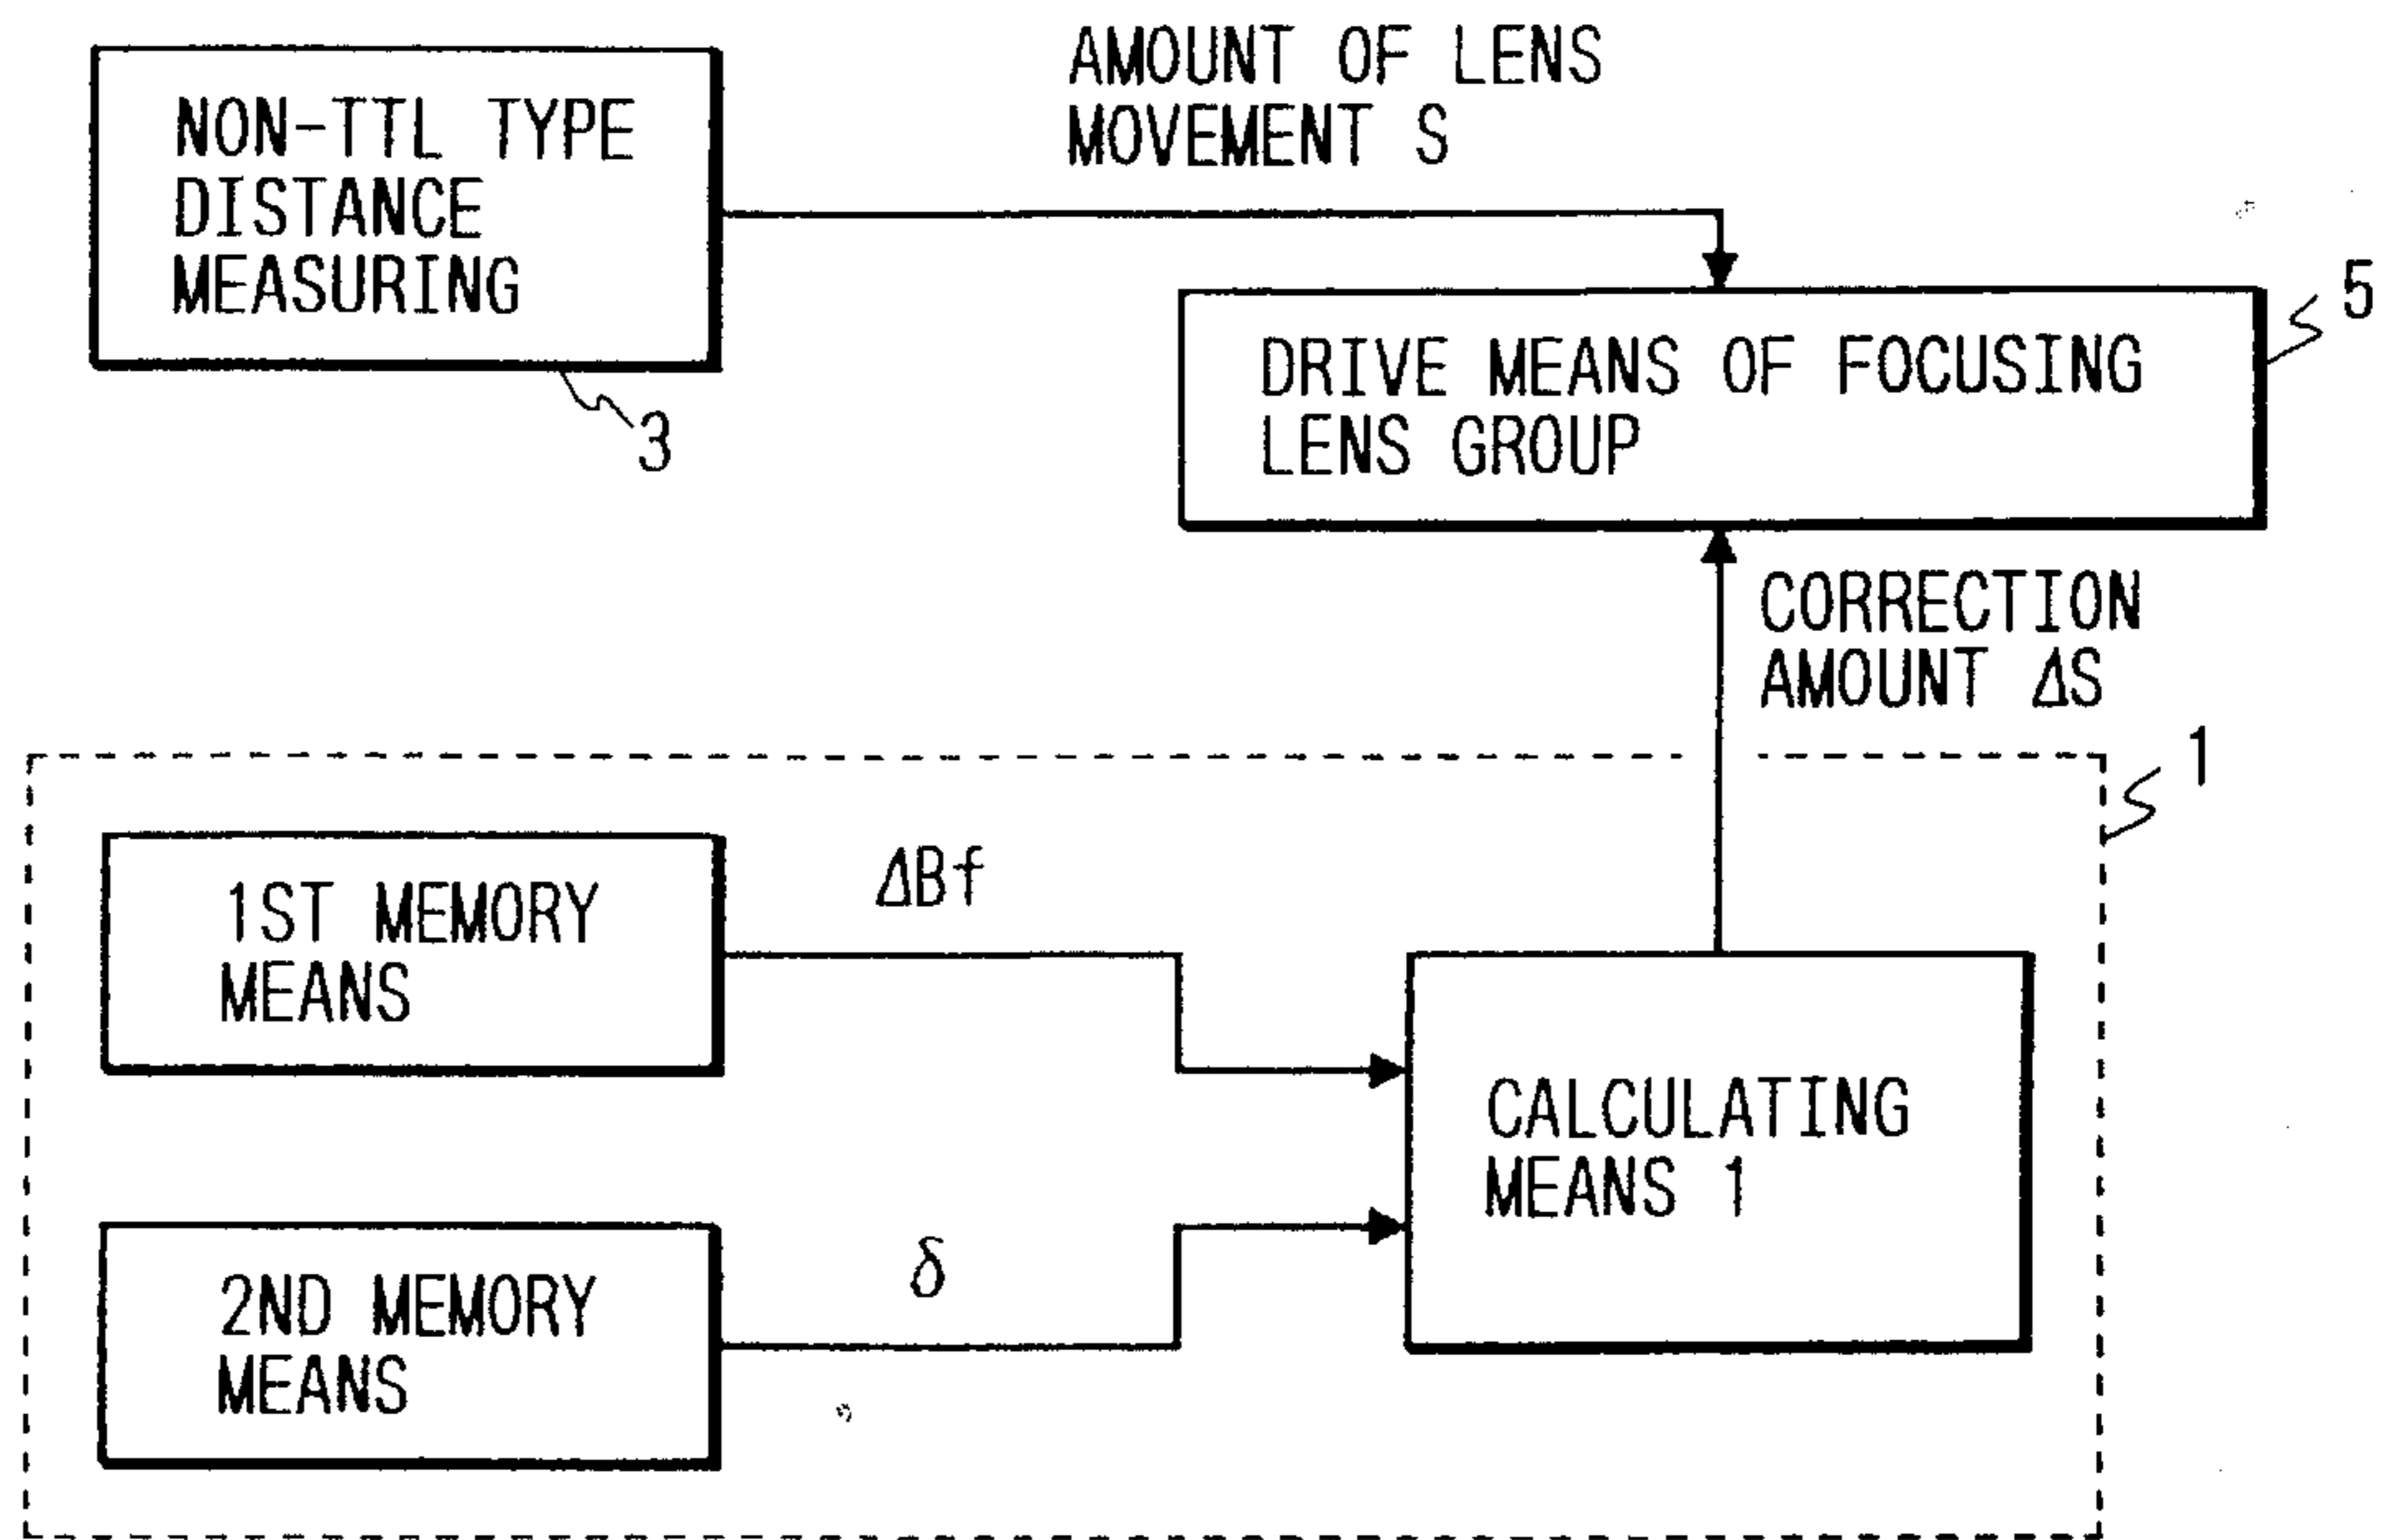 NON-TTL TYPE
DISTANCE
MEASURING
3
AMOUNT OF LENS
MOVEMENT S
DRIVE MEANS OF FOCUSING
LENS GROUP
5
CORRECTION
AMOUNT ΔS
1
1ST MEMORY
MEANS
ΔBf
CALCULATING
MEANS 1
2ND MEMORY
MEANS
δ